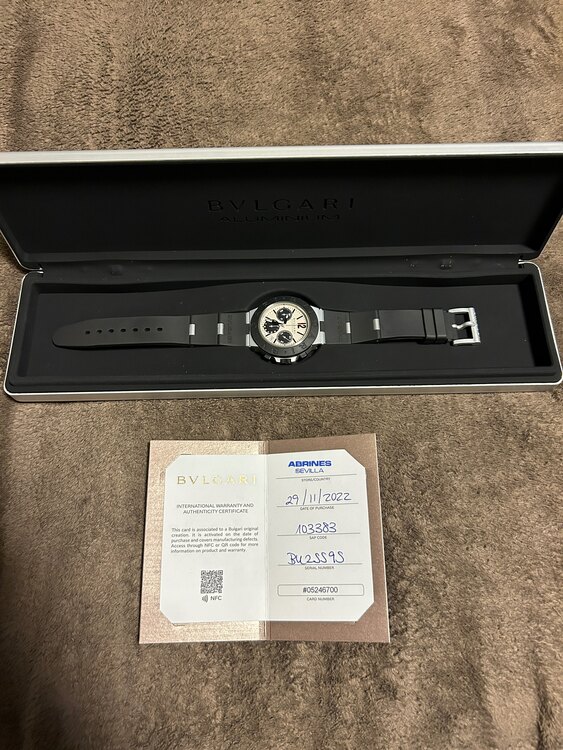 BVLGARI
ALUMINIUM
12
BVLGARI
INTERNATIONAL WARRANTY AND
AUTHENTICITY CERTIFICATE
This card is associated to a Bulgari original
creation. It is activated on the date of
purchase and covers manufacturing defects.
Access through NFC or QR code for more
information on product and warranty.
NFC
ABRINES
SEVILLA
STORE/COUNTRY
29/11/2022
DATE OF PURCHASE
103383
SAP CODE
BU2SS9S
SERIAL NUMBER
#05246700
CARD NUMBER